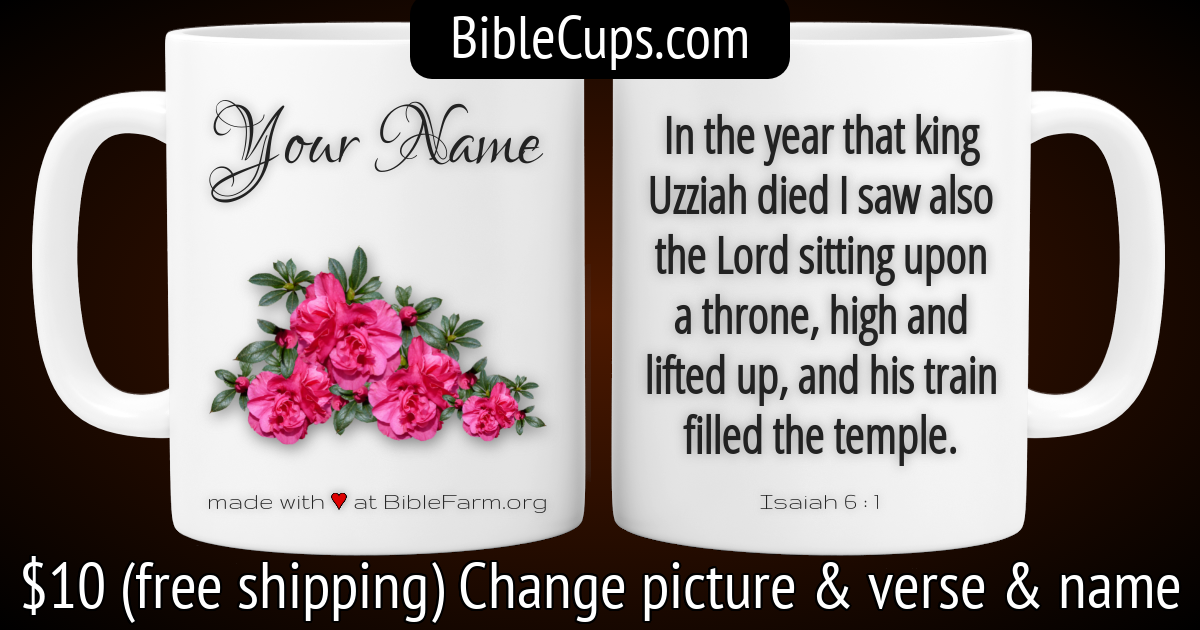 BibleCups.com
Your Name
made with ♥ at BibleFarm.org
In the year that king
Uzziah died I saw also
the Lord sitting upon
a throne, high and
lifted up, and his train
filled the temple.
Isaiah 6 : 1
$10 (free shipping) Change picture & verse & name